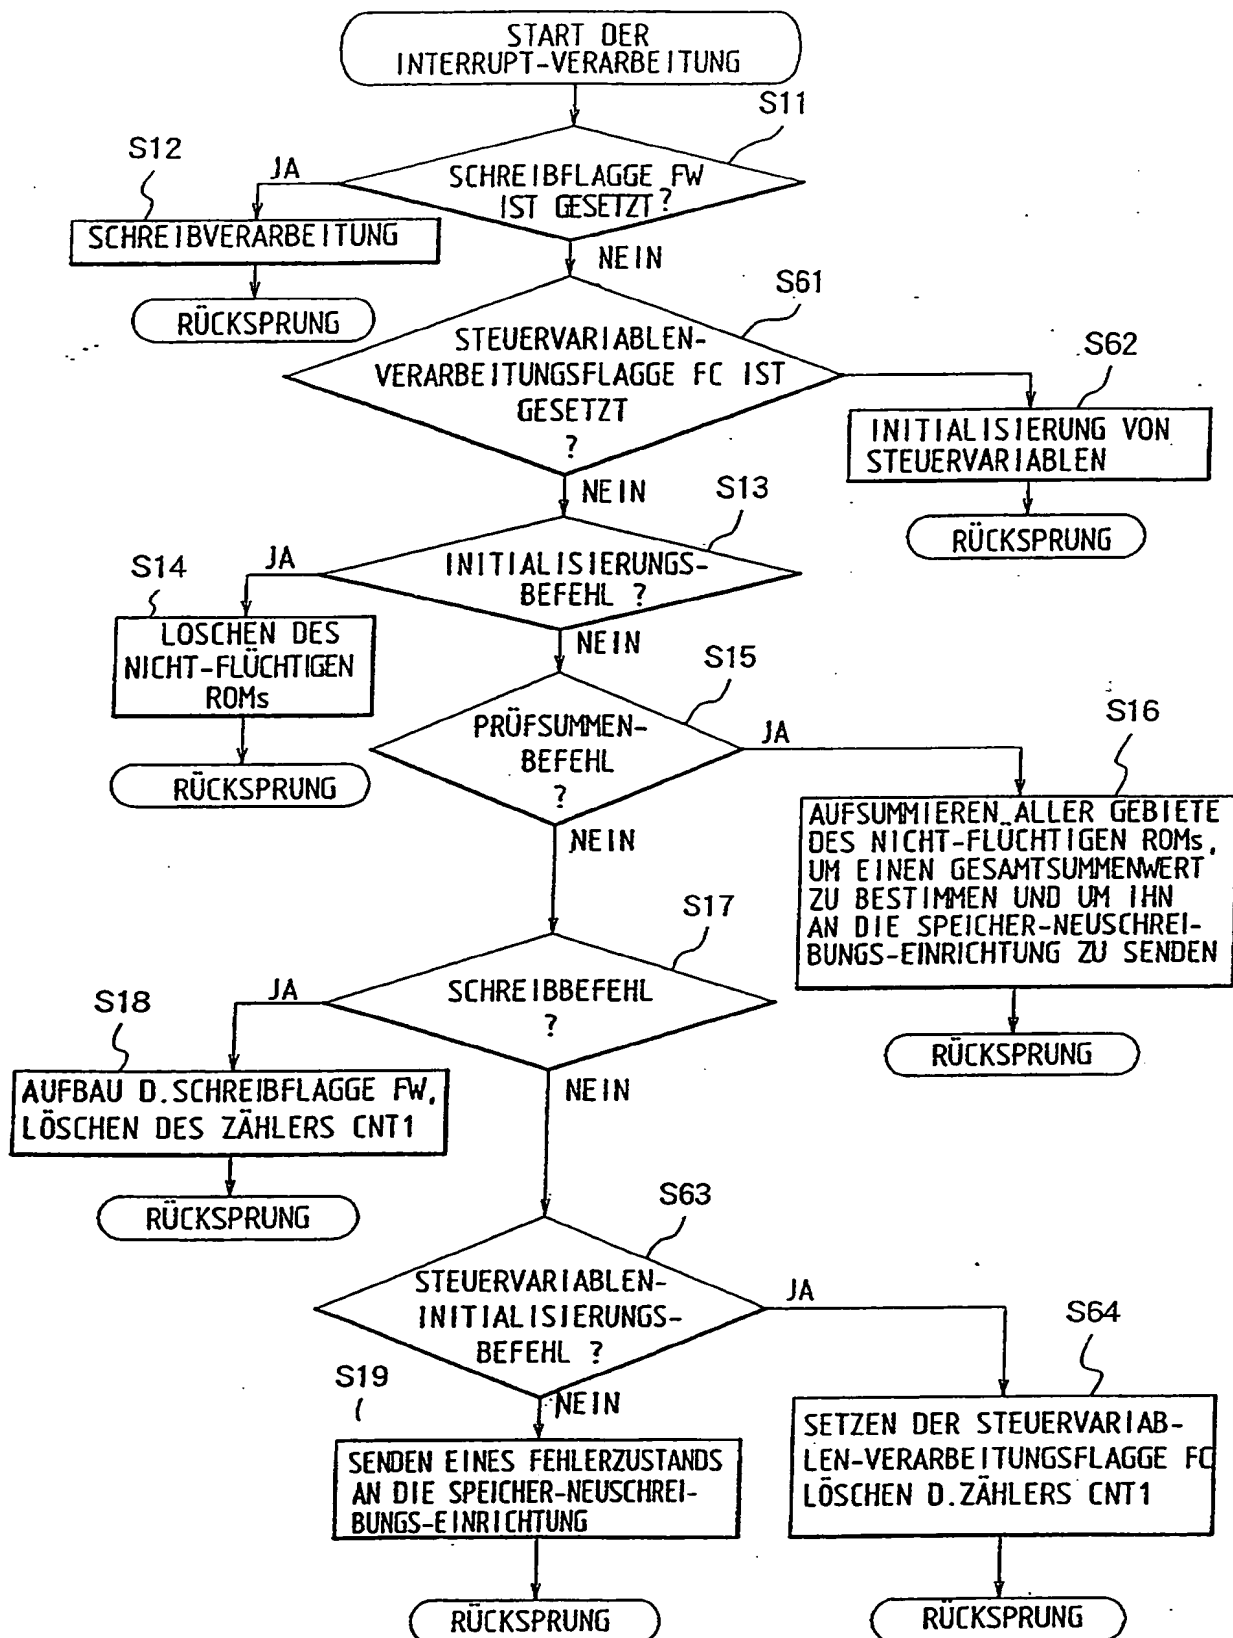 START DER
INTERRUPT-VERARBEITUNG
S11
S12
JA
SCHREIBFLAGGE FW
IST GESETZT?
SCHREIBVERARBEITUNG
NEIN
RÜCKSPRUNG
S61
STEUERVARIABLEN-
VERARBEITUNGSFLAGGE FC IST
GESETZT
?
S62
INITIALISIERUNG VON
STEUERVARIABLEN
NEIN
RÜCKSPRUNG
S13
S14
JA
INITIALISIERUNGS-
BEFEHL ?
LOSCHEN DES
NICHT-FLÜCHTIGEN
ROMs
NEIN
RÜCKSPRUNG
S15
PRÜFSUMMEN-
BEFEHL
?
JA
S16
AUFSUMMIEREN ALLER GEBIETE
DES NICHT-FLÜCHTIGEN ROMs,
UM EINEN GESAMTSUMMENWERT
ZU BESTIMMEN UND UM IHN
AN DIE SPEICHER-NEUSCHREI-
BUNGS-EINRICHTUNG ZU SENDEN
NEIN
RÜCKSPRUNG
S17
S18
JA
SCHREIBBEFEHL
?
AUFBAU D.SCHREIBFLAGGE FW,
LÖSCHEN DES ZÄHLERS CNT1
NEIN
RÜCKSPRUNG
S63
STEUERVARIABLEN-
INITIALISIERUNGS-
BEFEHL ?
JA
S64
SETZEN DER STEUERVARIAB-
LEN-VERARBEITUNGSFLAGGE FC
LÖSCHEN D.ZÄHLERS CNT1
RÜCKSPRUNG
S19
NEIN
SENDEN EINES FEHLERZUSTANDS
AN DIE SPEICHER-NEUSCHREI-
BUNGS-EINRICHTUNG
RÜCKSPRUNG